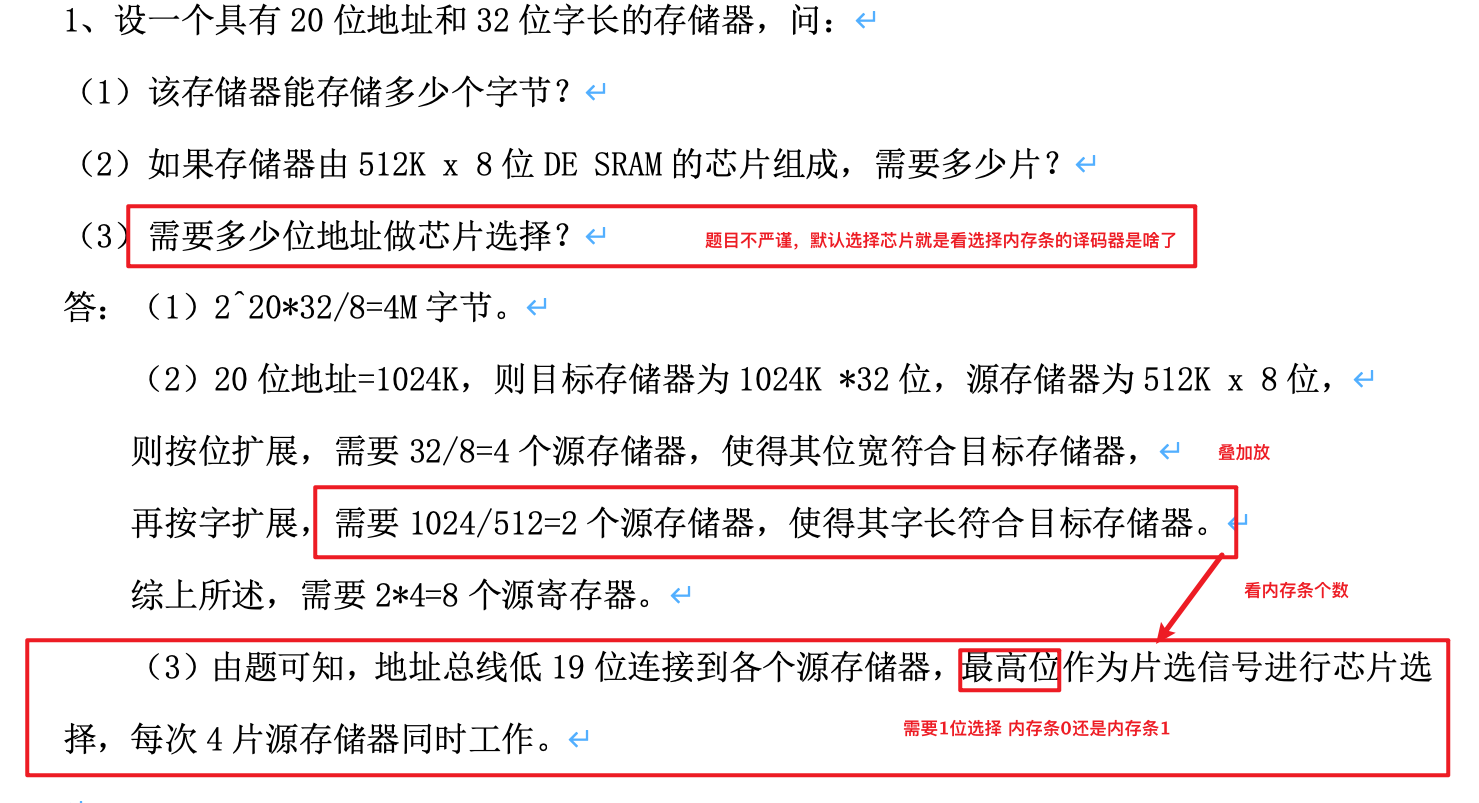 1、设一个具有 20 位地址和 32 位字长的存储器，问：
（1）该存储器能存储多少个字节？
（2）如果存储器由 512K x 8 位 DE SRAM 的芯片组成，需要多少片？
（3）需要多少位地址做芯片选择？
题目不严谨，默认选择芯片就是看选择内存条的译码器是啥了
答：（1）2^20*32/8=4M 字节。
（2）20 位地址=1024K，则目标存储器为 1024K *32 位，源存储器为 512K x 8 位，
则按位扩展，需要 32/8=4 个源存储器，使得其位宽符合目标存储器，
叠加放
再按字扩展，需要 1024/512=2 个源存储器，使得其字长符合目标存储器。
综上所述，需要 2*4=8 个源寄存器。
看内存条个数
（3）由题可知，地址总线低 19 位连接到各个源存储器，最高位作为片选信号进行芯片选
择，每次 4 片源存储器同时工作。
需要1位选择 内存条0还是内存条1